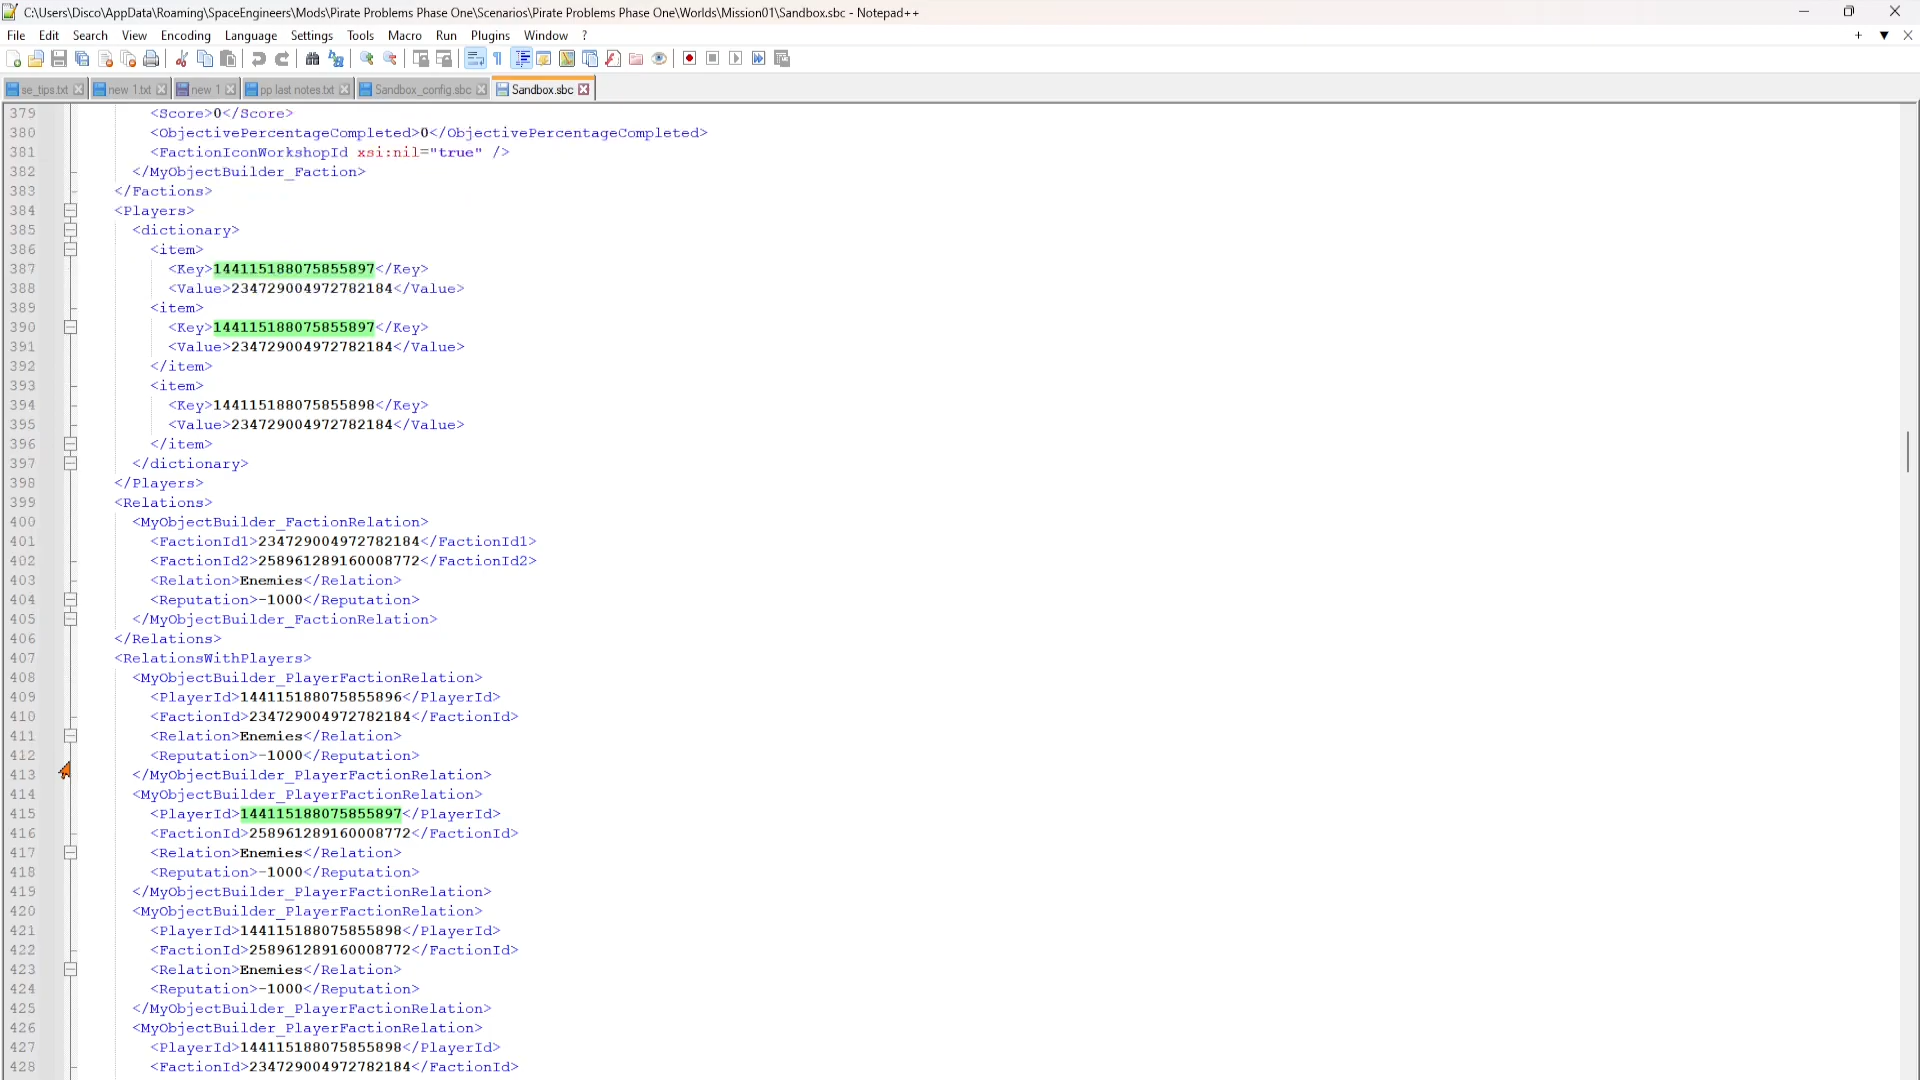 C:\Users\Disco\AppData\Roaming\SpaceEngineers\Mods\Pirate Problems Phase One\Scenarios\Pirate Problems Phase One\Worlds\Mission01\Sandbox.sbc - Notepad++
File Edit Search View Encoding Language Settings Tools Macro Run Plugins Window ?
se_tips.txt new 1.txt new 1 pp last notes.txt Sandbox_config.sbc Sandbox.sbc
379 <Score>0</Score>
380 <ObjectivePercentageCompleted>0</ObjectivePercentageCompleted>
381 <FactionIconWorkshopId xsi:nil="true" />
382 </MyObjectBuilder_Faction>
383 </Factions>
384 <Players>
385 <dictionary>
386 <item>
387 <Key>144115188075855897</Key>
388 <Value>234729004972782184</Value>
389 <item>
390 <Key>144115188075855897</Key>
391 <Value>234729004972782184</Value>
392 </item>
393 <item>
394 <Key>144115188075855898</Key>
395 <Value>234729004972782184</Value>
396 </item>
397 </dictionary>
398 </Players>
399 <Relations>
400 <MyObjectBuilder_FactionRelation>
401 <FactionId1>234729004972782184</FactionId1>
402 <FactionId2>258961289160008772</FactionId2>
403 <Relation>Enemies</Relation>
404 <Reputation>-1000</Reputation>
405 </MyObjectBuilder_FactionRelation>
406 </Relations>
407 <RelationsWithPlayers>
408 <MyObjectBuilder_PlayerFactionRelation>
409 <PlayerId>144115188075855896</PlayerId>
410 <FactionId>234729004972782184</FactionId>
411 <Relation>Enemies</Relation>
412 <Reputation>-1000</Reputation>
413 </MyObjectBuilder_PlayerFactionRelation>
414 <MyObjectBuilder_PlayerFactionRelation>
415 <PlayerId>144115188075855897</PlayerId>
416 <FactionId>258961289160008772</FactionId>
417 <Relation>Enemies</Relation>
418 <Reputation>-1000</Reputation>
419 </MyObjectBuilder_PlayerFactionRelation>
420 <MyObjectBuilder_PlayerFactionRelation>
421 <PlayerId>144115188075855898</PlayerId>
422 <FactionId>258961289160008772</FactionId>
423 <Relation>Enemies</Relation>
424 <Reputation>-1000</Reputation>
425 </MyObjectBuilder_PlayerFactionRelation>
426 <MyObjectBuilder_PlayerFactionRelation>
427 <PlayerId>144115188075855898</PlayerId>
428 <FactionId>234729004972782184</FactionId>